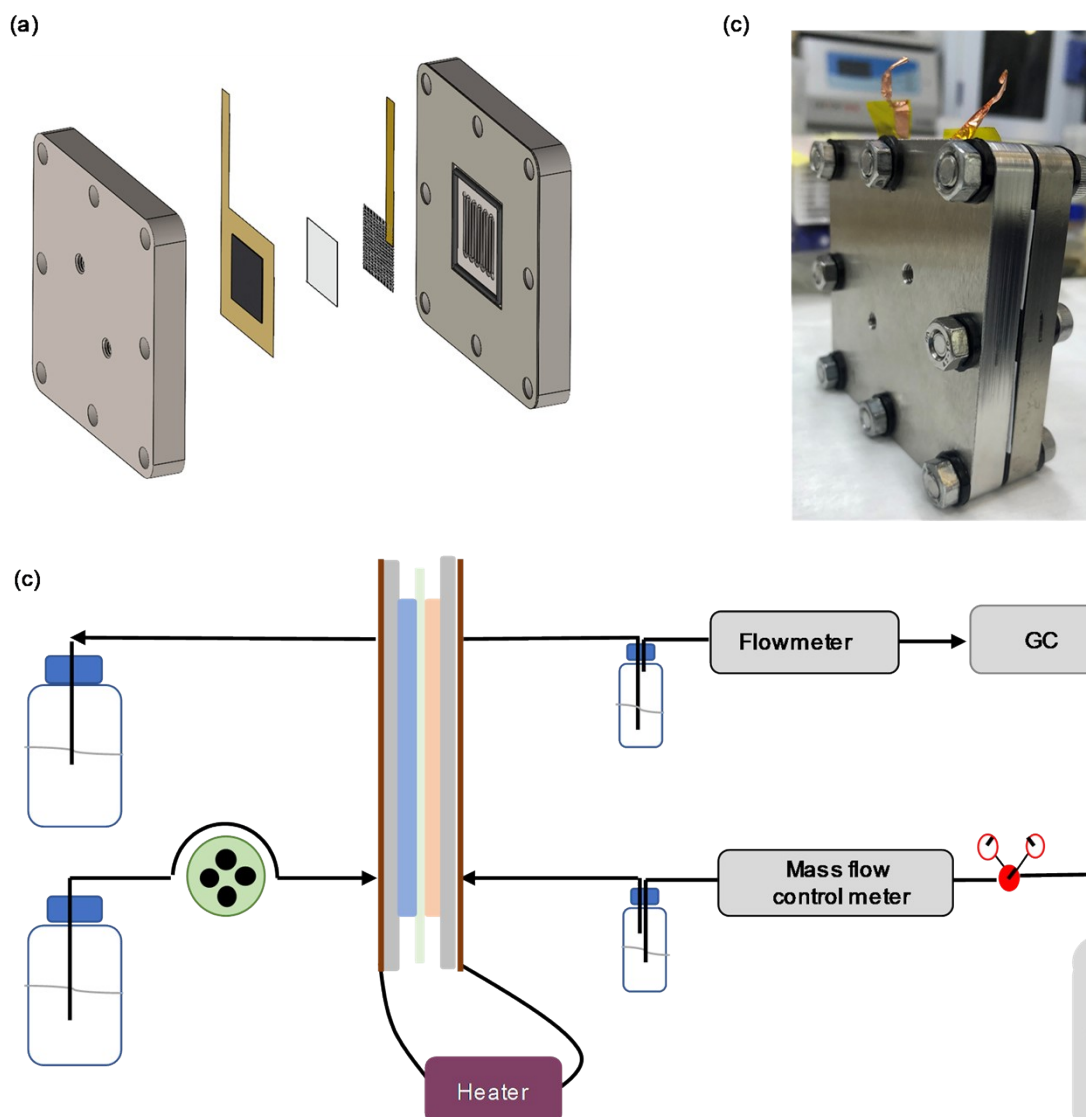 (a)
(c)
(c)
Flowmeter
GC
Mass flow
control meter
Heater